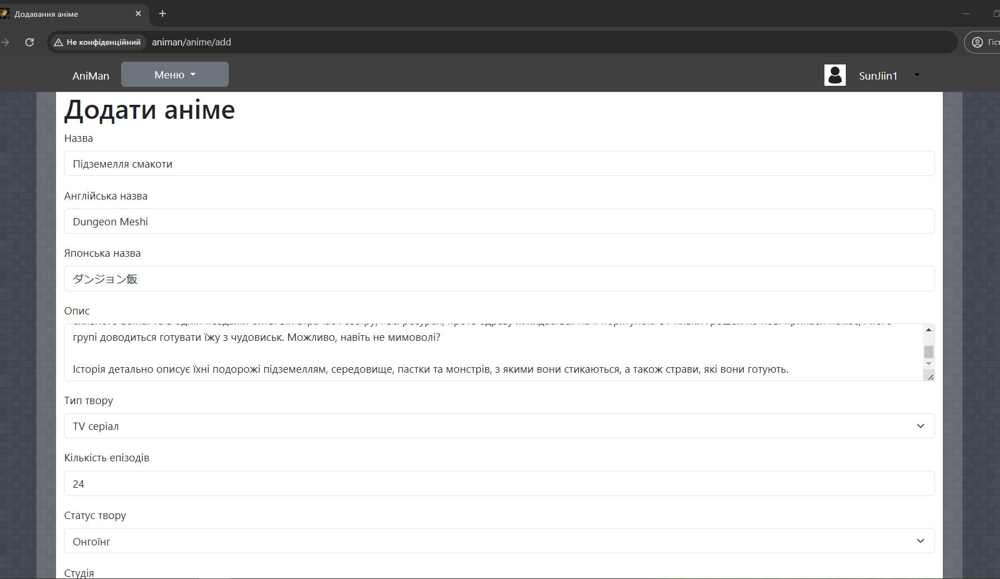 Додавання аніме
Не конфіденційний
animan/anime/add
AniMan
Меню
SunJiin1
Додати аніме
Назва
Підземелля смакоти
Англійська назва
Dungeon Meshi
Японська назва
ダンジョン飯
Опис
групі доводиться готувати їжу з чудовиськ. Можливо, навіть не мимоволі?
Історія детально описує їхні подорожі підземеллям, середовище, пастки та монстрів, з якими вони стикаються, а також страви, які вони готують.
Тип твору
TV серіал
Кількість епізодів
24
Статус твору
Онгоїнг
Студія